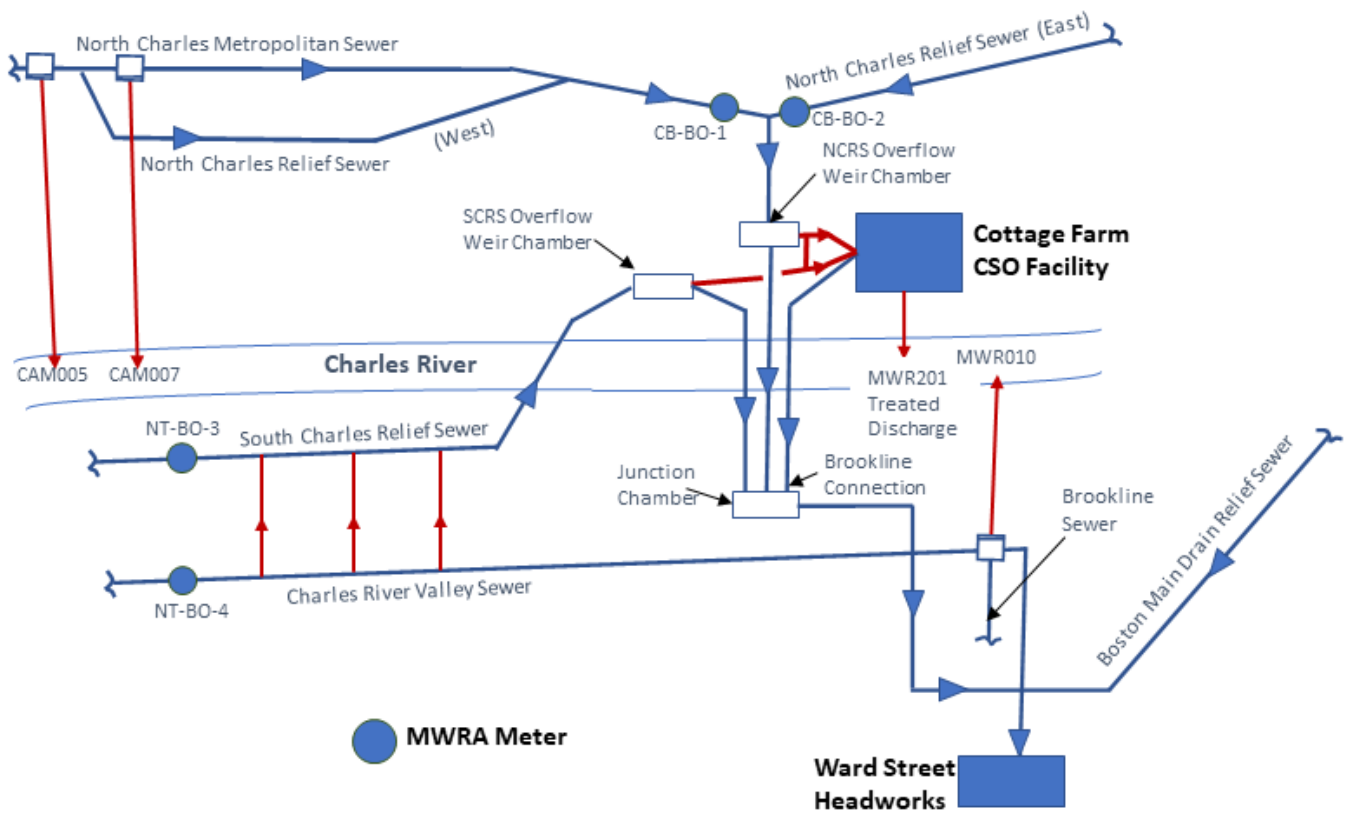 North Charles Metropolitan Sewer
North Charles Relief Sewer (East)
CB-BO-1
CB-BO-2
(West)
North Charles Relief Sewer
NCRS Overflow
Weir Chamber
SCRS Overflow
Weir Chamber
Cottage Farm
CSO Facility
Charles River
CAM005
CAM007
MWR010
MWR201
Treated
Discharge
NT-BO-3
South Charles Relief Sewer
Junction
Chamber
Brookline
Connection
Brookline
Sewer
Boston Main Drain Relief Sewer
NT-BO-4
Charles River Valley Sewer
MWRA Meter
Ward Street
Headworks